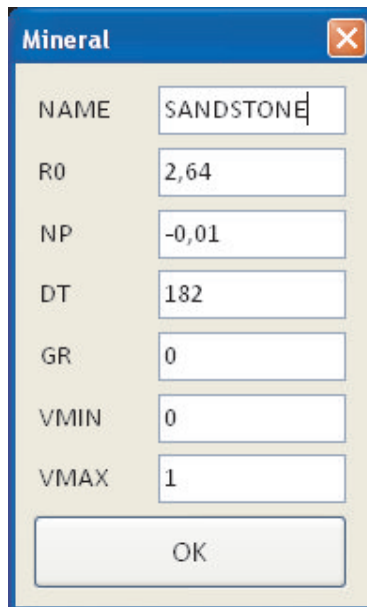 Mineral
NAME SANDSTONE
R0 2,64
NP -0,01
DT 182
GR 0
VMIN 0
VMAX 1
OK